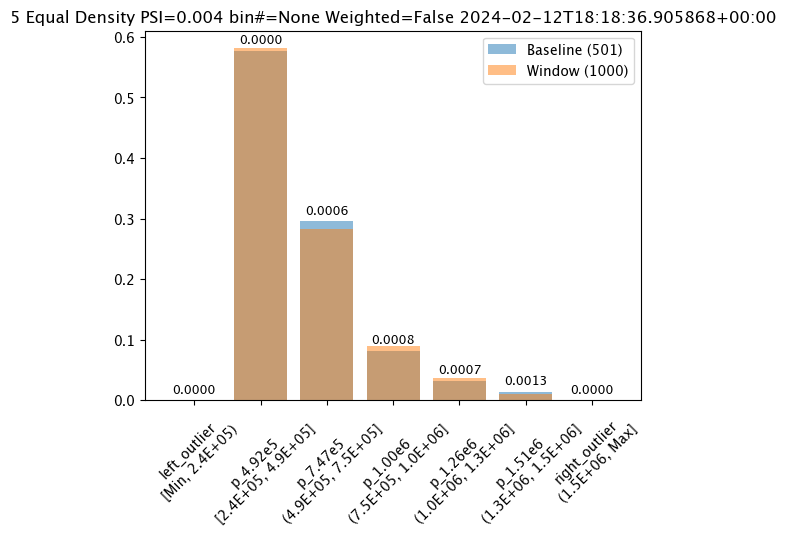 5 Equal Density PSI=0.004 bin#=None Weighted=False 2024-02-12T18:18:36.905868+00:00
Baseline (501)
Window (1000)
0.6
0.5
0.4
0.3
0.2
0.1
0.0
0.0000
0.0000
0.0006
0.0008
0.0007
0.0013
0.0000
left_outlier
[Min, 2.4E+05)
p_4.92e5
[2.4E+05, 4.9E+05]
p_7.47e5
(4.9E+05, 7.5E+05]
p_1.00e6
(7.5E+05, 1.0E+06]
p_1.26e6
(1.0E+06, 1.3E+06]
p_1.51e6
(1.3E+06, 1.5E+06]
right_outlier
(1.5E+06, Max]